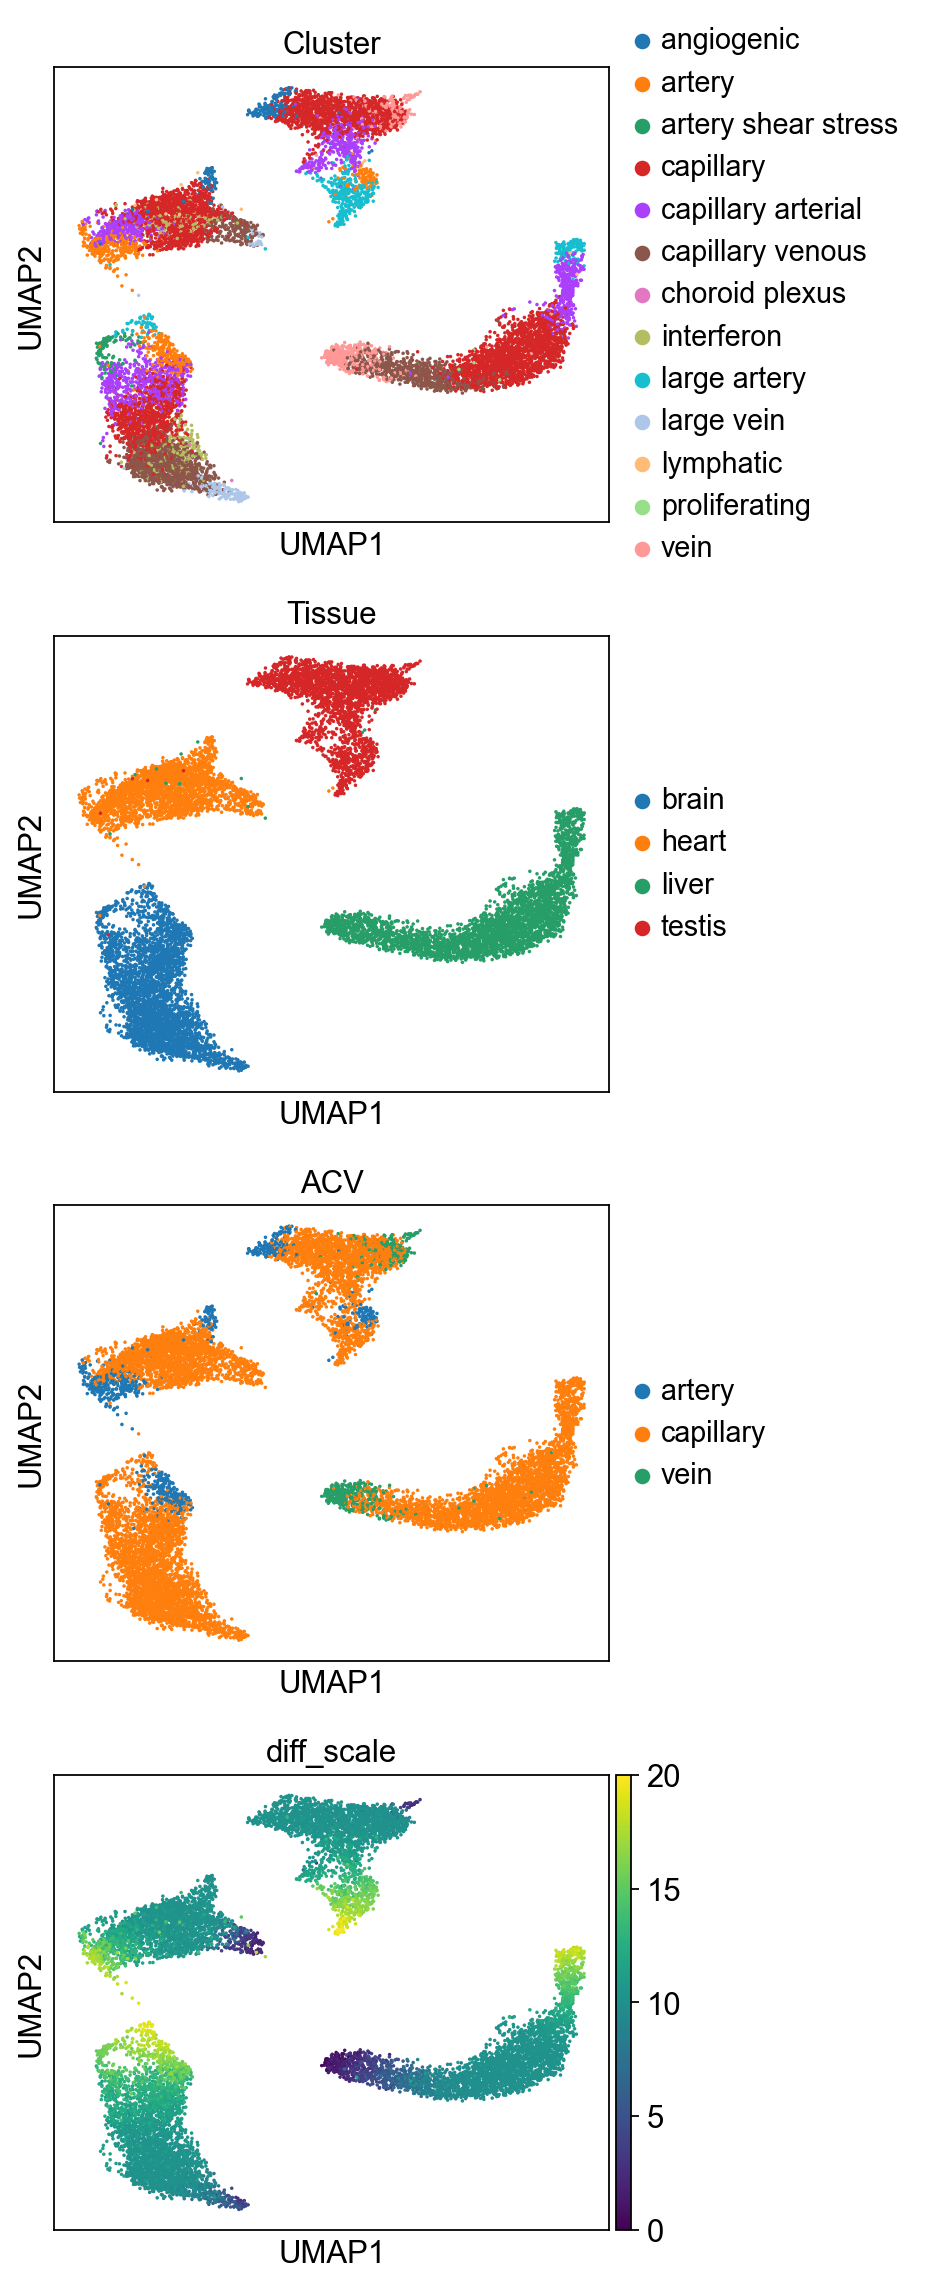 Cluster
UMAP2
UMAP1
angiogenic
artery
artery shear stress
capillary
capillary arterial
capillary venous
choroid plexus
interferon
large artery
large vein
lymphatic
proliferating
vein
Tissue
UMAP2
UMAP1
brain
heart
liver
testis
ACV
UMAP2
UMAP1
artery
capillary
vein
diff_scale
UMAP2
UMAP1
20
15
10
5
0